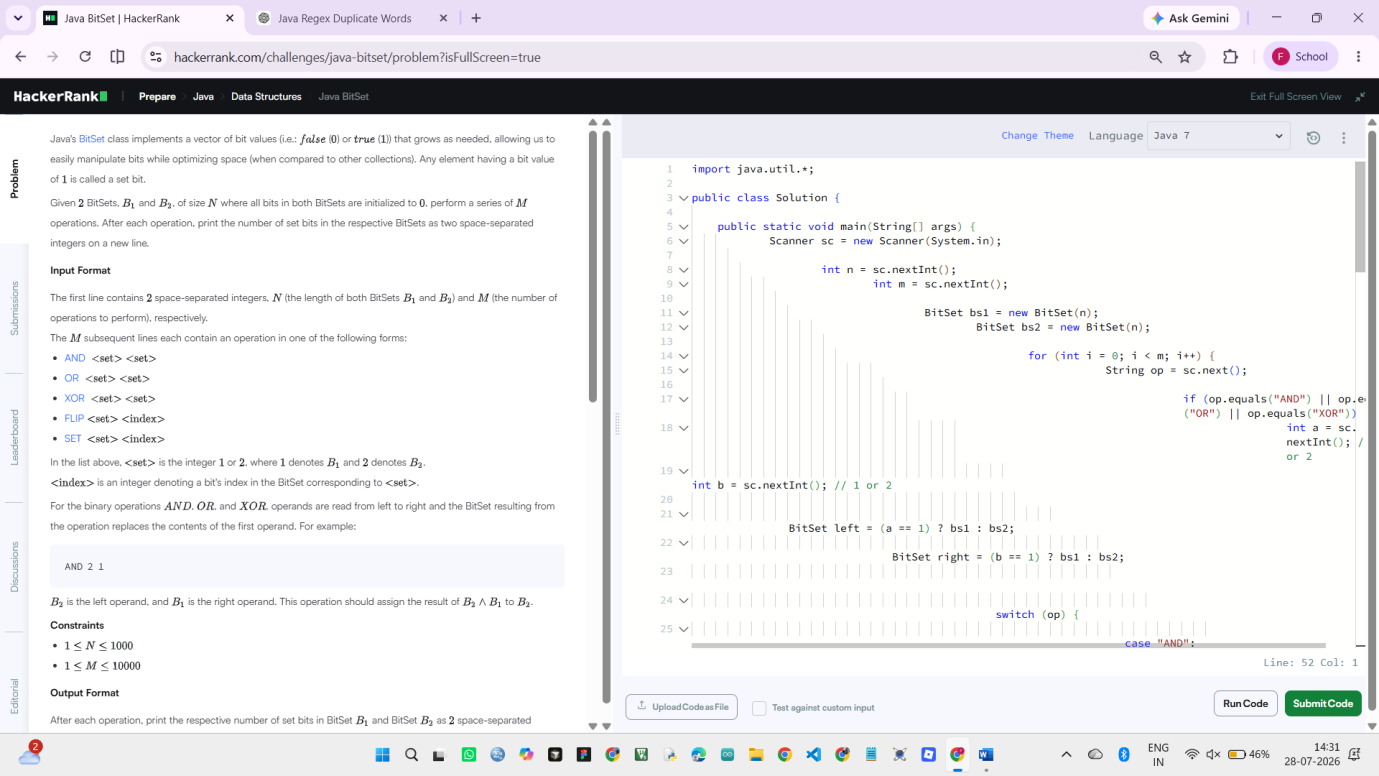 Java BitSet | HackerRank
Java Regex Duplicate Words
Ask Gemini
hackerrank.com/challenges/java-bitset/problem?isFullScreen=true
F School
HackerRank | Prepare Java Data Structures Java BitSet
Exit Full Screen View
Problem
Submissions
Leaderboard
Discussions
Editorial
Java's BitSet class implements a vector of bit values (i.e.: false (0) or true (1)) that grows as needed, allowing us to
easily manipulate bits while optimizing space (when compared to other collections). Any element having a bit value
of 1 is called a set bit.
Given 2 BitSets, B1 and B2, of size N where all bits in both BitSets are initialized to 0, perform a series of M
operations. After each operation, print the number of set bits in the respective BitSets as two space-separated
integers on a new line.
Input Format
The first line contains 2 space-separated integers, N (the length of both BitSets B1 and B2) and M (the number of
operations to perform), respectively.
The M subsequent lines each contain an operation in one of the following forms:
• AND <set> <set>
• OR <set> <set>
• XOR <set> <set>
• FLIP <set> <index>
• SET <set> <index>
In the list above, <set> is the integer 1 or 2, where 1 denotes B1 and 2 denotes B2.
<index> is an integer denoting a bit's index in the BitSet corresponding to <set>.
For the binary operations AND, OR, and XOR, operands are read from left to right and the BitSet resulting from
the operation replaces the contents of the first operand. For example:
AND 2 1
B2 is the left operand, and B1 is the right operand. This operation should assign the result of B2 ∧ B1 to B2.
Constraints
• 1 ≤ N ≤ 1000
• 1 ≤ M ≤ 10000
Output Format
After each operation, print the respective number of set bits in BitSet B1 and BitSet B2 as 2 space-separated
Change Theme Language Java 7
1 import java.util.*;
2
3 public class Solution {
4
5 public static void main(String[] args) {
6 Scanner sc = new Scanner(System.in);
7
8 int n = sc.nextInt();
9 int m = sc.nextInt();
10
11 BitSet bs1 = new BitSet(n);
12 BitSet bs2 = new BitSet(n);
13
14 for (int i = 0; i < m; i++) {
15 String op = sc.next();
16
17 if (op.equals("AND") || op.e
("OR") || op.equals("XOR"))
18 int a = sc.
nextInt(); /
or 2
19
int b = sc.nextInt(); // 1 or 2
20
21
BitSet left = (a == 1) ? bs1 : bs2;
22
BitSet right = (b == 1) ? bs1 : bs2;
23
24
switch (op) {
25
case "AND":
Line: 52 Col: 1
Upload Code as File
Test against custom input
Run Code
Submit Code
2
ENG
IN
46%
14:31
28-07-2026